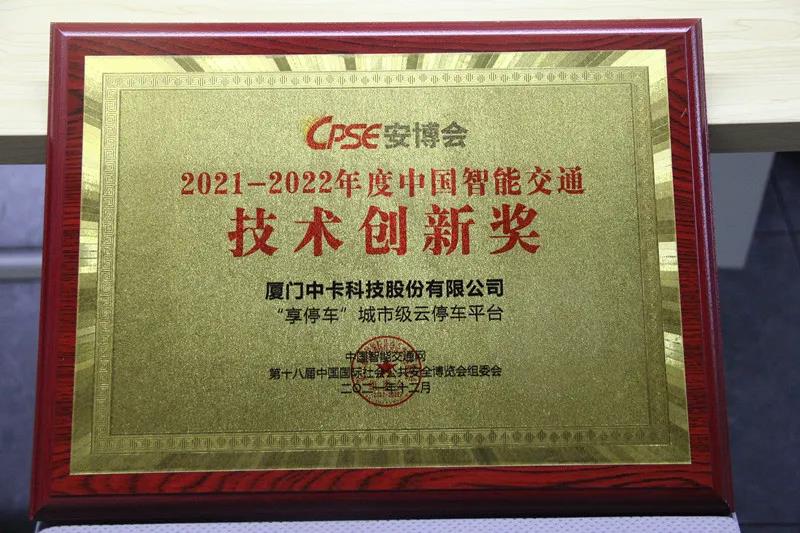 CPSE安博会
2021-2022年度中国智能交通
技术创新奖
厦门中卡科技股份有限公司
“享停车”城市级云停车平台
中国智能交通网
第十八届中国国际社会公共安全博览会组委会
二〇二一年十二月